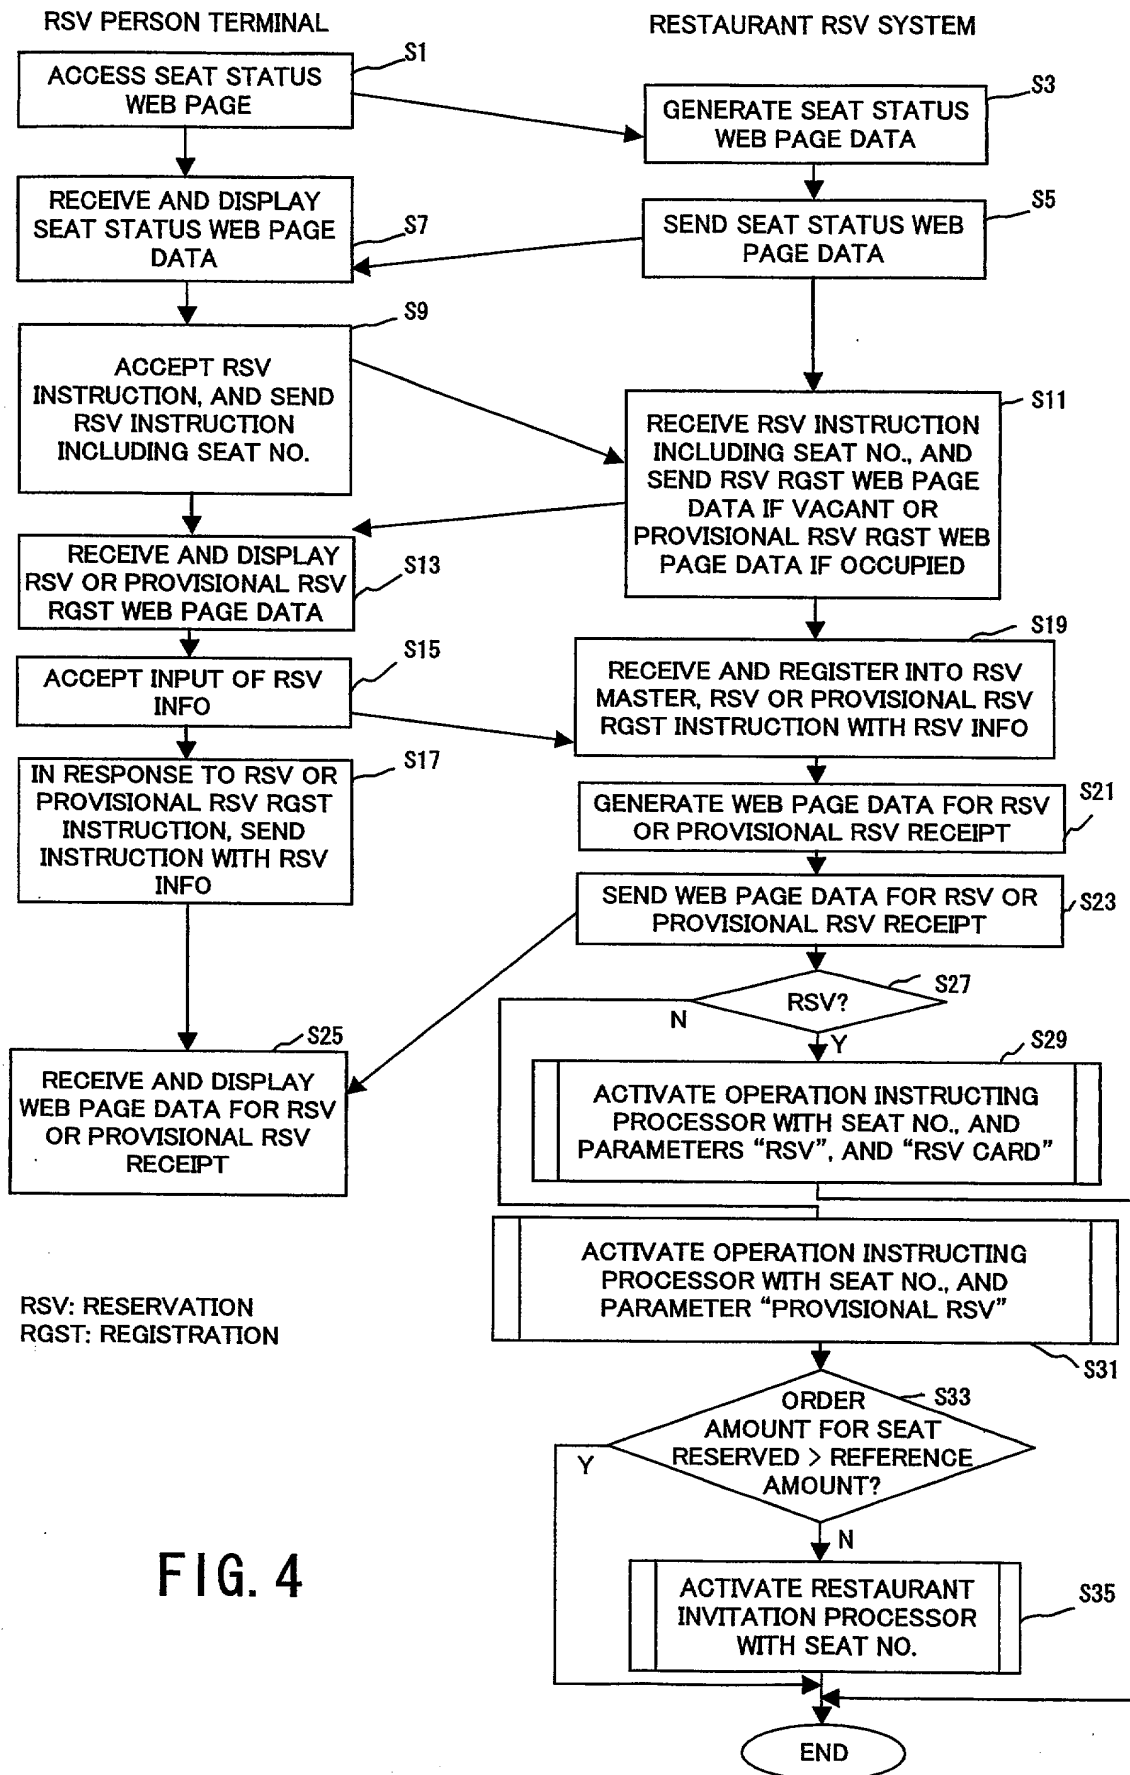 RSV PERSON TERMINAL
RESTAURANT RSV SYSTEM
S1
ACCESS SEAT STATUS
WEB PAGE
S3
GENERATE SEAT STATUS
WEB PAGE DATA
S7
RECEIVE AND DISPLAY
SEAT STATUS WEB PAGE
DATA
S5
SEND SEAT STATUS WEB
PAGE DATA
S9
ACCEPT RSV
INSTRUCTION, AND SEND
RSV INSTRUCTION
INCLUDING SEAT NO.
S11
RECEIVE RSV INSTRUCTION
INCLUDING SEAT NO., AND
SEND RSV RGST WEB PAGE
DATA IF VACANT OR
PROVISIONAL RSV RGST WEB
PAGE DATA IF OCCUPIED
RECEIVE AND DISPLAY
RSV OR PROVISIONAL RSV
RGST WEB PAGE DATA
S13
S15
ACCEPT INPUT OF RSV
INFO
S19
RECEIVE AND REGISTER INTO RSV
MASTER, RSV OR PROVISIONAL RSV
RGST INSTRUCTION WITH RSV INFO
S17
IN RESPONSE TO RSV OR
PROVISIONAL RSV RGST
INSTRUCTION, SEND
INSTRUCTION WITH RSV
INFO
GENERATE WEB PAGE DATA FOR RSV
OR PROVISIONAL RSV RECEIPT
S21
SEND WEB PAGE DATA FOR RSV OR
PROVISIONAL RSV RECEIPT
S23
S27
RSV?
N
Y
S25
RECEIVE AND DISPLAY
WEB PAGE DATA FOR RSV
OR PROVISIONAL RSV
RECEIPT
S29
ACTIVATE OPERATION INSTRUCTING
PROCESSOR WITH SEAT NO., AND
PARAMETERS “RSV”, AND “RSV CARD”
ACTIVATE OPERATION INSTRUCTING
PROCESSOR WITH SEAT NO., AND
PARAMETER “PROVISIONAL RSV”
S31
RSV: RESERVATION
RGST: REGISTRATION
S33
ORDER
AMOUNT FOR SEAT
RESERVED > REFERENCE
AMOUNT?
Y
N
ACTIVATE RESTAURANT
INVITATION PROCESSOR
WITH SEAT NO.
S35
END
FIG. 4